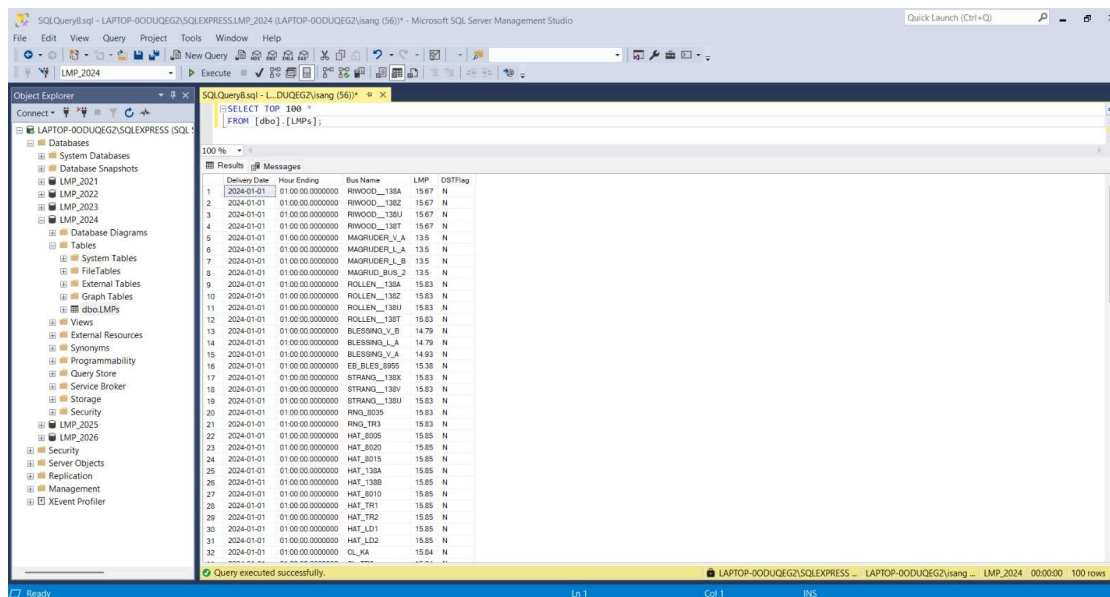 SQLQuery8.sql - LAPTOP-0ODUQEG2\SQLEXPRESS.LMP_2024 (LAPTOP-0ODUQEG2\isang (56))* - Microsoft SQL Server Management Studio
Quick Launch (Ctrl+Q)
File Edit View Query Project Tools Window Help
New Query
LMP_2024 Execute
Object Explorer
SQLQuery8.sql - L...DUQEG2\isang (56))*
Connect
SELECT TOP 100 *
FROM [dbo].[LMPs];
LAPTOP-0ODUQEG2\SQLEXPRESS (SQL S
Databases
System Databases
Database Snapshots
LMP_2021
LMP_2022
LMP_2023
LMP_2024
Database Diagrams
Tables
System Tables
FileTables
External Tables
Graph Tables
dbo.LMPs
Views
External Resources
Synonyms
Programmability
Query Store
Service Broker
Storage
Security
LMP_2025
LMP_2026
Security
Server Objects
Replication
Management
XEvent Profiler
100 %
Results Messages
Delivery Date Hour Ending Bus Name LMP DSTFlag
1 2024-01-01 01:00:00.0000000 RIWOOD__138A 15.67 N
2 2024-01-01 01:00:00.0000000 RIWOOD__138Z 15.67 N
3 2024-01-01 01:00:00.0000000 RIWOOD__138U 15.67 N
4 2024-01-01 01:00:00.0000000 RIWOOD__138T 15.67 N
5 2024-01-01 01:00:00.0000000 MAGRUDER_V_A 13.5 N
6 2024-01-01 01:00:00.0000000 MAGRUDER_L_A 13.5 N
7 2024-01-01 01:00:00.0000000 MAGRUDER_L_B 13.5 N
8 2024-01-01 01:00:00.0000000 MAGRUD_BUS_2 13.5 N
9 2024-01-01 01:00:00.0000000 ROLLEN__138A 15.83 N
10 2024-01-01 01:00:00.0000000 ROLLEN__138Z 15.83 N
11 2024-01-01 01:00:00.0000000 ROLLEN__138U 15.83 N
12 2024-01-01 01:00:00.0000000 ROLLEN__138T 15.83 N
13 2024-01-01 01:00:00.0000000 BLESSING_V_B 14.79 N
14 2024-01-01 01:00:00.0000000 BLESSING_L_A 14.79 N
15 2024-01-01 01:00:00.0000000 BLESSING_V_A 14.93 N
16 2024-01-01 01:00:00.0000000 EB_BLES_8955 15.38 N
17 2024-01-01 01:00:00.0000000 STRANG__138X 15.83 N
18 2024-01-01 01:00:00.0000000 STRANG__138V 15.83 N
19 2024-01-01 01:00:00.0000000 STRANG__138U 15.83 N
20 2024-01-01 01:00:00.0000000 RNG_8035 15.83 N
21 2024-01-01 01:00:00.0000000 RNG_TR3 15.83 N
22 2024-01-01 01:00:00.0000000 HAT_8005 15.85 N
23 2024-01-01 01:00:00.0000000 HAT_8020 15.85 N
24 2024-01-01 01:00:00.0000000 HAT_8015 15.85 N
25 2024-01-01 01:00:00.0000000 HAT_138A 15.85 N
26 2024-01-01 01:00:00.0000000 HAT_138B 15.85 N
27 2024-01-01 01:00:00.0000000 HAT_8010 15.85 N
28 2024-01-01 01:00:00.0000000 HAT_TR1 15.85 N
29 2024-01-01 01:00:00.0000000 HAT_TR2 15.85 N
30 2024-01-01 01:00:00.0000000 HAT_LD1 15.85 N
31 2024-01-01 01:00:00.0000000 HAT_LD2 15.85 N
32 2024-01-01 01:00:00.0000000 CL_KA 15.84 N
Query executed successfully. LAPTOP-0ODUQEG2\SQLEXPRESS ... LAPTOP-0ODUQEG2\isang ... LMP_2024 00:00:00 100 rows
Ready Ln 1 Col 1 INS